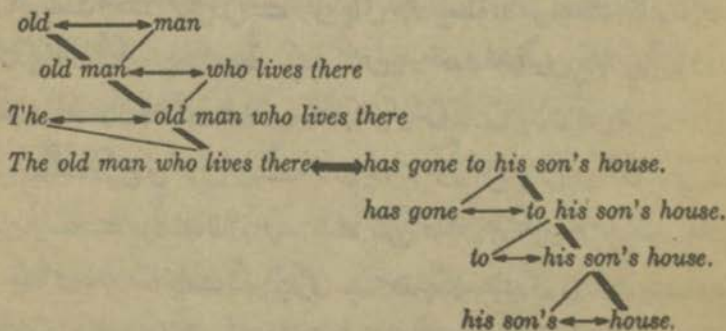 old man
old man who lives there
The old man who lives there
The old man who lives there has gone to his son's house.
has gone to his son's house.
to his son's house.
his son's house.